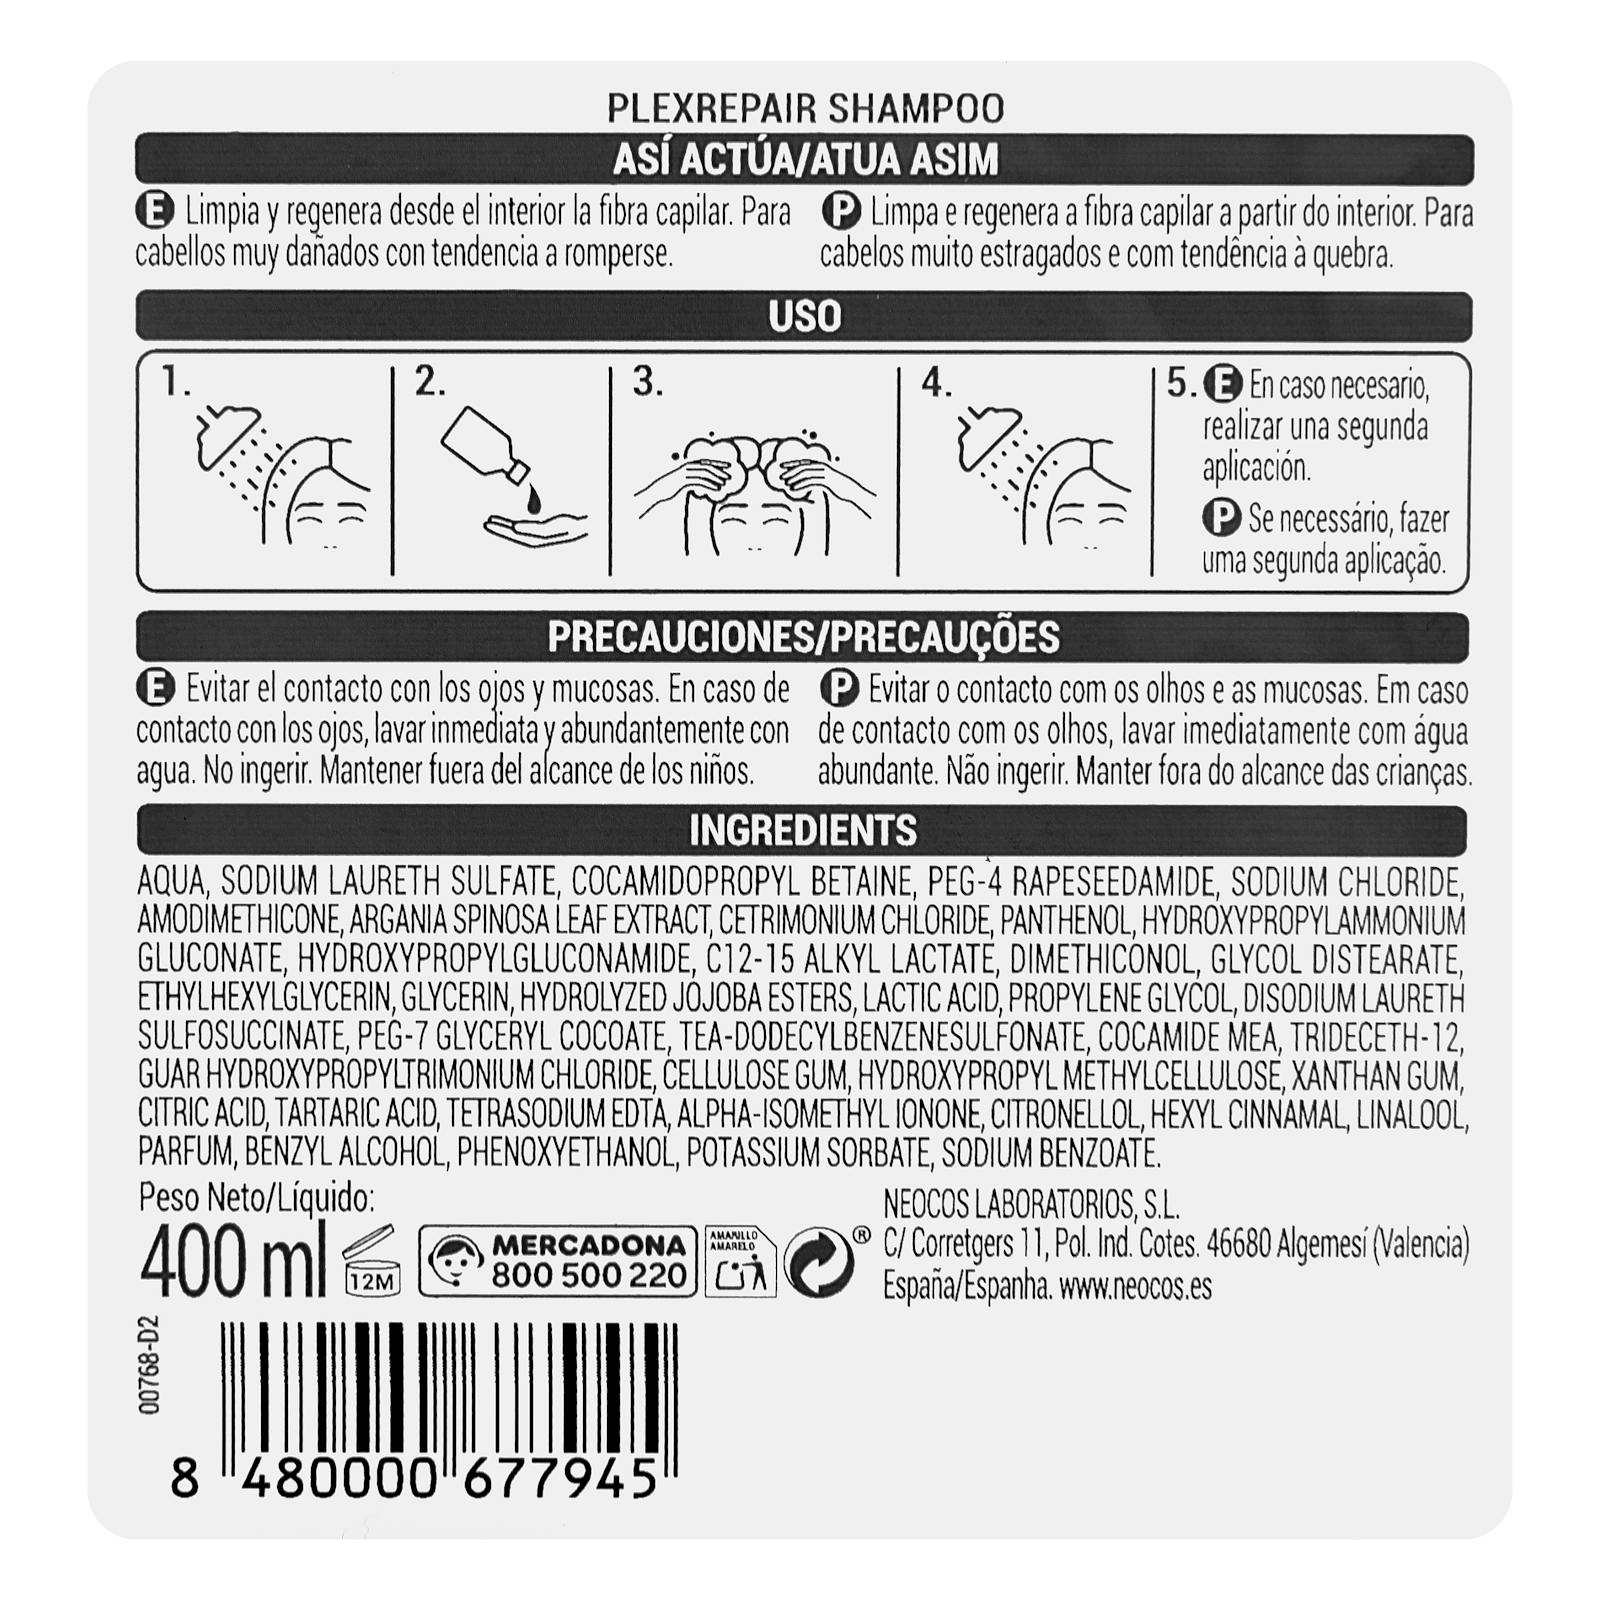 PLEXREPAIR SHAMPOO
ASÍ ACTÚA/ATUA ASIM
E Limpia y regenera desde el interior la fibra capilar. Para
cabellos muy dañados con tendencia a romperse.
P Limpa e regenera a fibra capilar a partir do interior. Para
cabelos muito estragados e com tendência à quebra.
USO
1.
2.
3.
4.
5. E En caso necesario,
realizar una segunda
aplicación.
P Se necessário, fazer
uma segunda aplicação.
PRECAUCIONES/PRECAUÇÕES
E Evitar el contacto con los ojos y mucosas. En caso de
contacto con los ojos, lavar inmediata y abundantemente con
agua. No ingerir. Mantener fuera del alcance de los niños.
P Evitar o contacto com os olhos e as mucosas. Em caso
de contacto com os olhos, lavar imediatamente com água
abundante. Não ingerir. Manter fora do alcance das crianças.
INGREDIENTS
AQUA, SODIUM LAURETH SULFATE, COCAMIDOPROPYL BETAINE, PEG-4 RAPESEEDAMIDE, SODIUM CHLORIDE,
AMODIMETHICONE, ARGANIA SPINOSA LEAF EXTRACT, CETRIMONIUM CHLORIDE, PANTHENOL, HYDROXYPROPYLAMMONIUM
GLUCONATE, HYDROXYPROPYLGLUCONAMIDE, C12-15 ALKYL LACTATE, DIMETHICONOL, GLYCOL DISTEARATE,
ETHYLHEXYLGLYCERIN, GLYCERIN, HYDROLYZED JOJOBA ESTERS, LACTIC ACID, PROPYLENE GLYCOL, DISODIUM LAURETH
SULFOSUCCINATE, PEG-7 GLYCERYL COCOATE, TEA-DODECYLBENZENESULFONATE, COCAMIDE MEA, TRIDECETH-12,
GUAR HYDROXYPROPYLTRIMONIUM CHLORIDE, CELLULOSE GUM, HYDROXYPROPYL METHYLCELLULOSE, XANTHAN GUM,
CITRIC ACID, TARTARIC ACID, TETRASODIUM EDTA, ALPHA-ISOMETHYL IONONE, CITRONELLOL, HEXYL CINNAMAL, LINALOOL,
PARFUM, BENZYL ALCOHOL, PHENOXYETHANOL, POTASSIUM SORBATE, SODIUM BENZOATE.
Peso Neto/Líquido:
400 ml
12M
MERCADONA
800 500 220
AMARILLO
AMARELO
®
NEOCOS LABORATORIOS, S.L.
C/ Corretgers 11, Pol. Ind. Cotes. 46680 Algemesí (Valencia)
España/Espanha. www.neocos.es
00768-D2
8 480000 677945